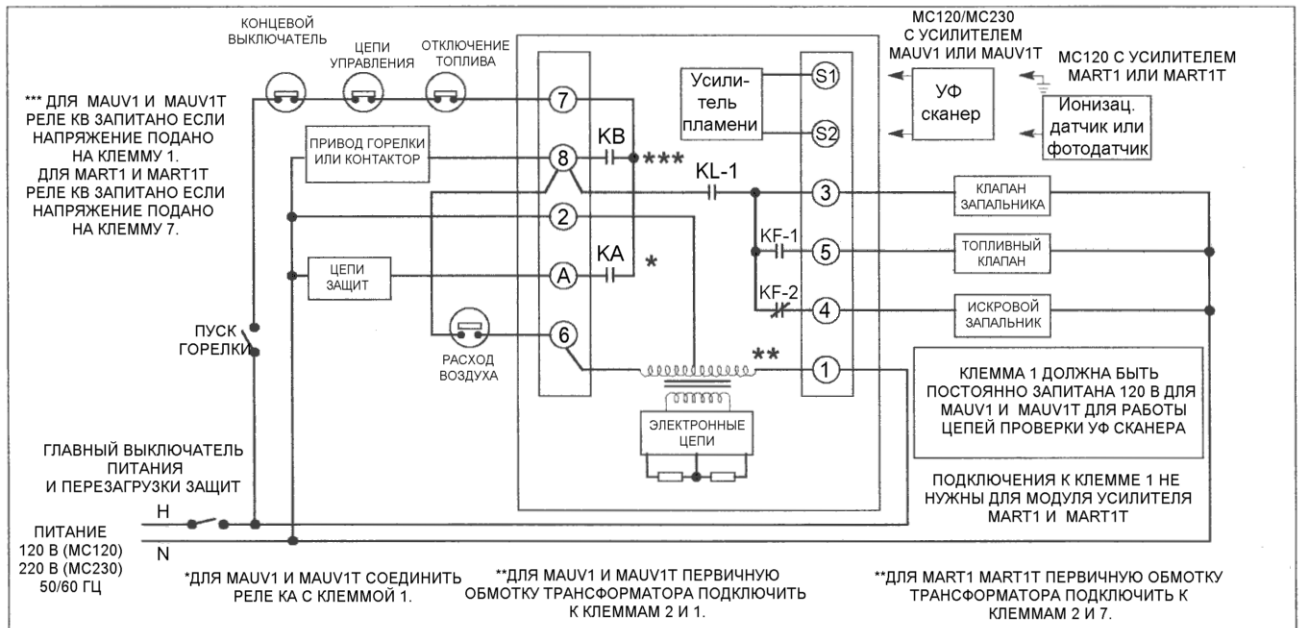 КОНЦЕВОЙ
ВЫКЛЮЧАТЕЛЬ
ЦЕПИ
УПРАВЛЕНИЯ
ОТКЛЮЧЕНИЕ
ТОПЛИВА
*** ДЛЯ MAUV1 И MAUV1T
РЕЛЕ КВ ЗАПИТАНО ЕСЛИ
НАПРЯЖЕНИЕ ПОДАНО
НА КЛЕММУ 1.
ДЛЯ MART1 И MART1T
РЕЛЕ КВ ЗАПИТАНО ЕСЛИ
НАПРЯЖЕНИЕ ПОДАНО
НА КЛЕММУ 7.
ПРИВОД ГОРЕЛКИ
ИЛИ КОНТАКТОР
ЦЕПИ
ЗАЩИТ
ПУСК
ГОРЕЛКИ
РАСХОД
ВОЗДУХА
7
8
2
A
6
KB
***
KL-1
KA
*
KF-1
KF-2
**
Усили-
тель
пламени
S1
S2
3
5
4
1
ЭЛЕКТРОННЫЕ
ЦЕПИ
MC120/MC230
С УСИЛИТЕЛЕМ
MAUV1 ИЛИ MAUV1T
УФ
сканер
MC120 С УСИЛИТЕЛЕМ
MART1 ИЛИ MART1T
Ионизац.
датчик или
фотодатчик
КЛАПАН
ЗАПАЛЬНИКА
ТОПЛИВНЫЙ
КЛАПАН
ИСКРОВОЙ
ЗАПАЛЬНИК
КЛЕММА 1 ДОЛЖНА БЫТЬ
ПОСТОЯННО ЗАПИТАНА 120 В ДЛЯ
MAUV1 И MAUV1T ДЛЯ РАБОТЫ
ЦЕПЕЙ ПРОВЕРКИ УФ СКАНЕРА
ПОДКЛЮЧЕНИЯ К КЛЕММЕ 1 НЕ
НУЖНЫ ДЛЯ МОДУЛЯ УСИЛИТЕЛЯ
MART1 И MART1T
ГЛАВНЫЙ ВЫКЛЮЧАТЕЛЬ
ПИТАНИЯ
И ПЕРЕЗАГРУЗКИ ЗАЩИТ
H
N
ПИТАНИЕ
120 В (MC120)
220 В (MC230)
50/60 ГЦ
*ДЛЯ MAUV1 И MAUV1T СОЕДИНИТЬ
РЕЛЕ КА С КЛЕММОЙ 1.
**ДЛЯ MAUV1 И MAUV1T ПЕРВИЧНУЮ
ОБМОТКУ ТРАНСФОРМАТОРА ПОДКЛЮЧИТЬ
К КЛЕММАМ 2 И 1.
**ДЛЯ MART1 MART1T ПЕРВИЧНУЮ ОБМОТКУ
ТРАНСФОРМАТОРА ПОДКЛЮЧИТЬ К
КЛЕММАМ 2 И 7.